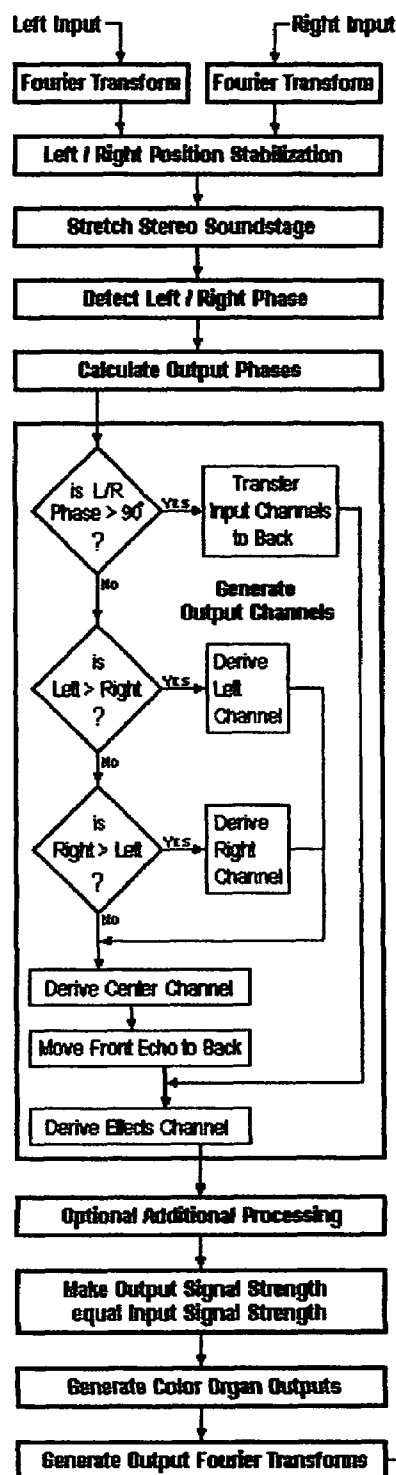 Left Input
Right Input
Fourier Transform
Fourier Transform
Left / Right Position Stabilization
Stretch Stereo Soundstage
Detect Left / Right Phase
Calculate Output Phases
is L/R
Phase > 90°
?
YES
Transfer
Input Channels
to Back
No
Generate
Output Channels
is
Left > Right
?
YES
Derive
Left
Channel
No
is
Right > Left
?
YES
Derive
Right
Channel
No
Derive Center Channel
Move Front Echo to Back
Derive Effects Channel
Optional Additional Processing
Make Output Signal Strength
equal Input Signal Strength
Generate Color Organ Outputs
Generate Output Fourier Transforms